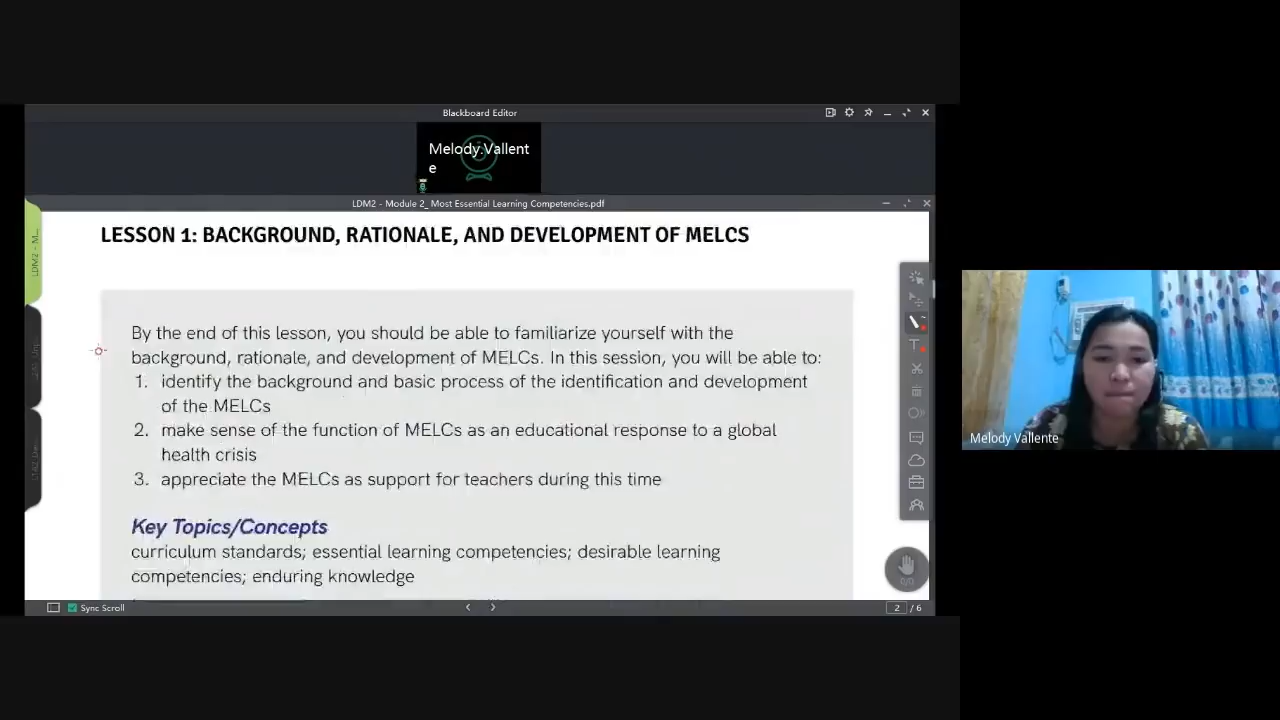 Blackboard Editor
Melody Vallent
e
LDM2 - Module 2_ Most Essential Learning Competencies.pdf
LESSON 1: BACKGROUND, RATIONALE, AND DEVELOPMENT OF MELCS
By the end of this lesson, you should be able to familiarize yourself with the
background, rationale, and development of MELCs. In this session, you will be able to:
1. identify the background and basic process of the identification and development
of the MELCs
2. make sense of the function of MELCs as an educational response to a global
health crisis
3. appreciate the MELCs as support for teachers during this time
Key Topics/Concepts
curriculum standards; essential learning competencies; desirable learning
competencies; enduring knowledge
LDM2 - M...
0/0
Sync Scroll
2 / 6
Melody Vallente